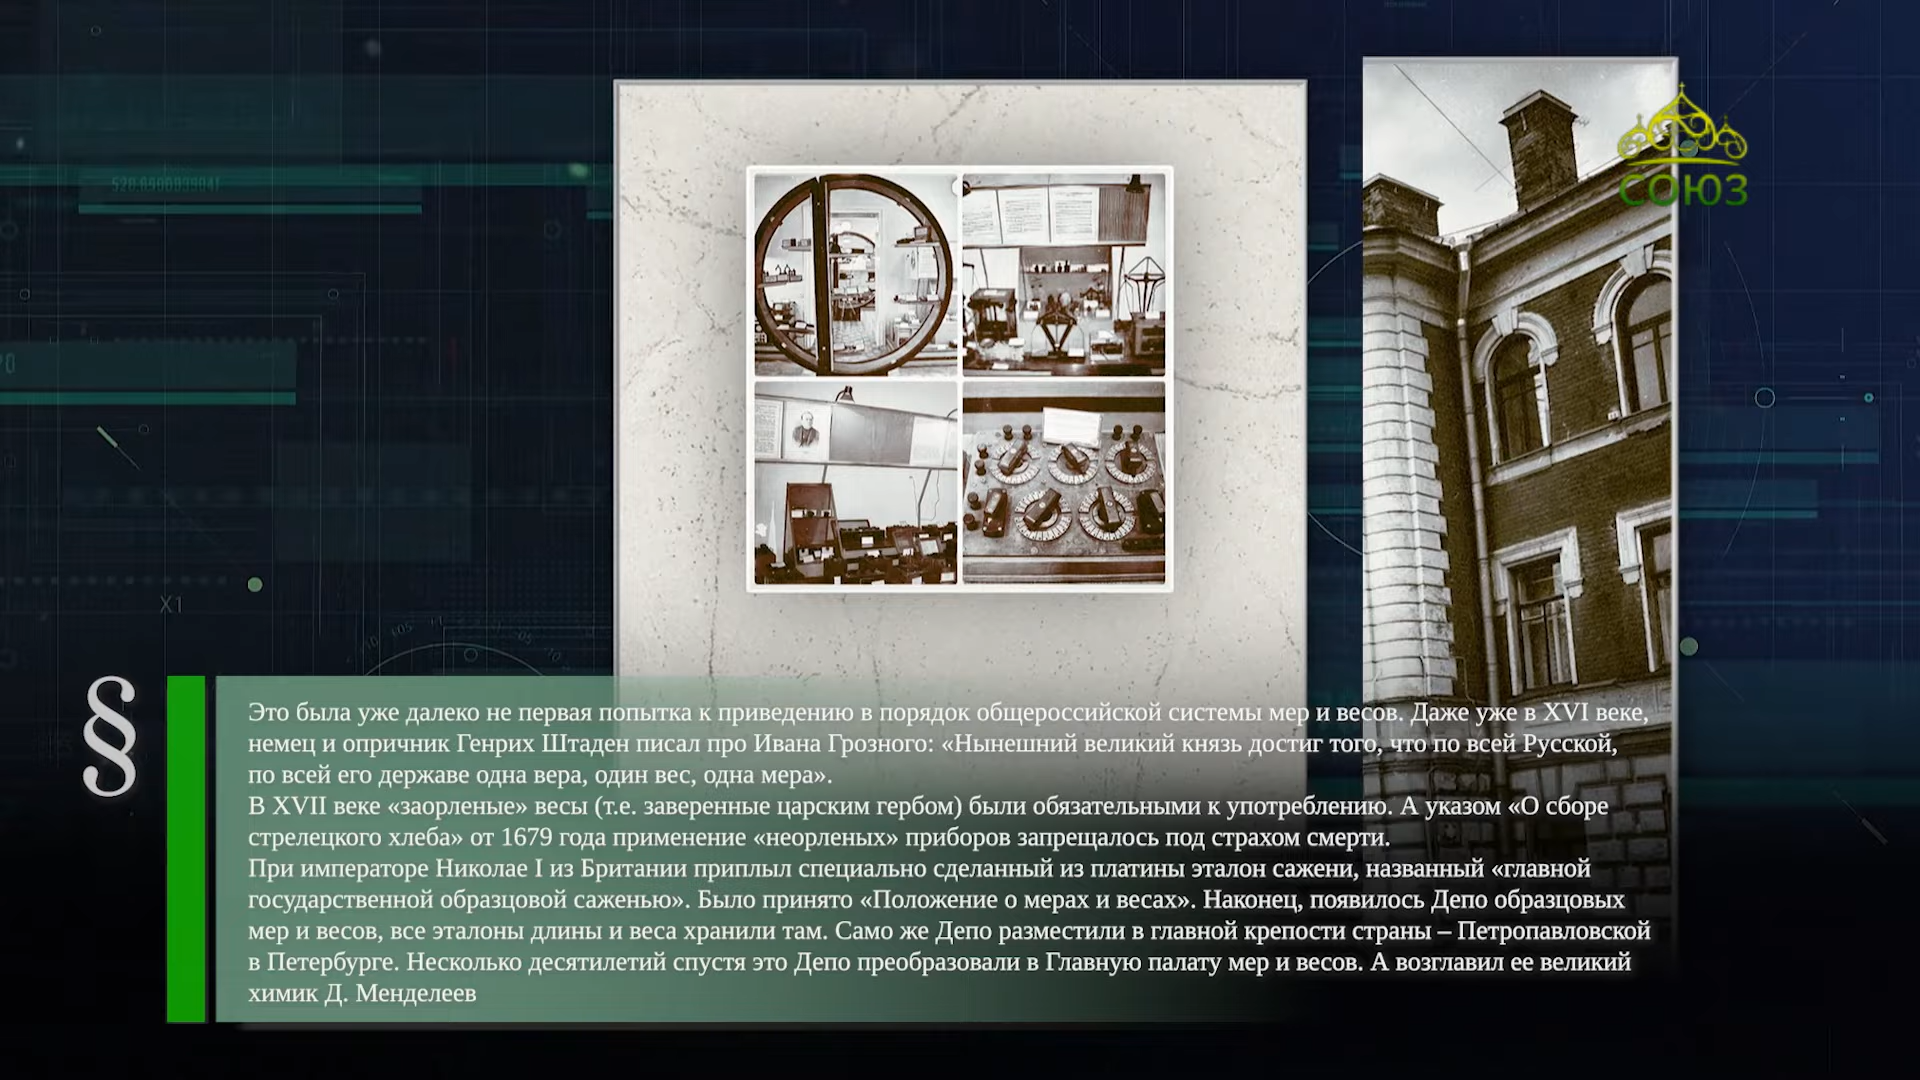 528.6500999904!
СОЮЗ
X1
§
Это была уже далеко не первая попытка к приведению в порядок общероссийской системы мер и весов. Даже уже в XVI веке,
немец и опричник Генрих Штаден писал про Ивана Грозного: «Нынешний великий князь достиг того, что по всей Русской,
по всей его державе одна вера, один вес, одна мера».
В XVII веке «заорленые» весы (т.е. заверенные царским гербом) были обязательными к употреблению. А указом «О сборе
стрелецкого хлеба» от 1679 года применение «неорленых» приборов запрещалось под страхом смерти.
При императоре Николае I из Британии приплыл специально сделанный из платины эталон сажени, названный «главной
государственной образцовой саженью». Было принято «Положение о мерах и весах». Наконец, появилось Депо образцовых
мер и весов, все эталоны длины и веса хранили там. Само же Депо разместили в главной крепости страны – Петропавловской
в Петербурге. Несколько десятилетий спустя это Депо преобразовали в Главную палату мер и весов. А возглавил ее великий
химик Д. Менделеев